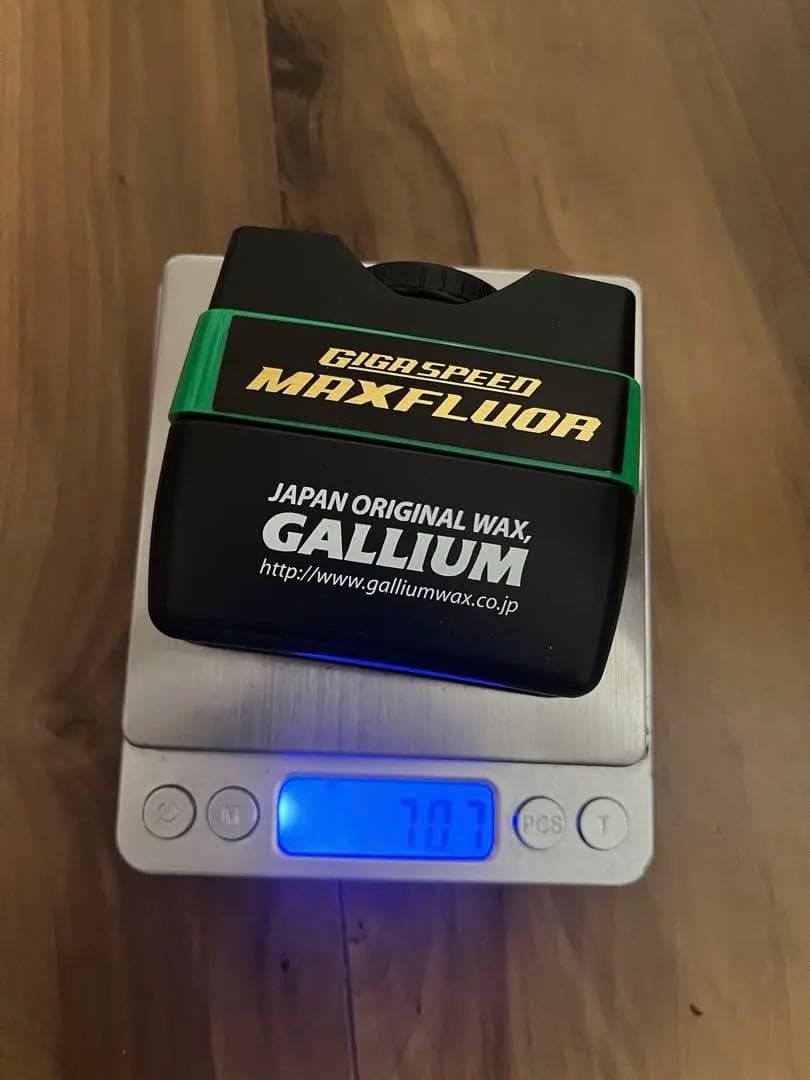 GIGA SPEED
MAXFLUOR
JAPAN ORIGINAL WAX,
GALLIUM
http://www.galliumwax.co.jp
M
707
PCS
T